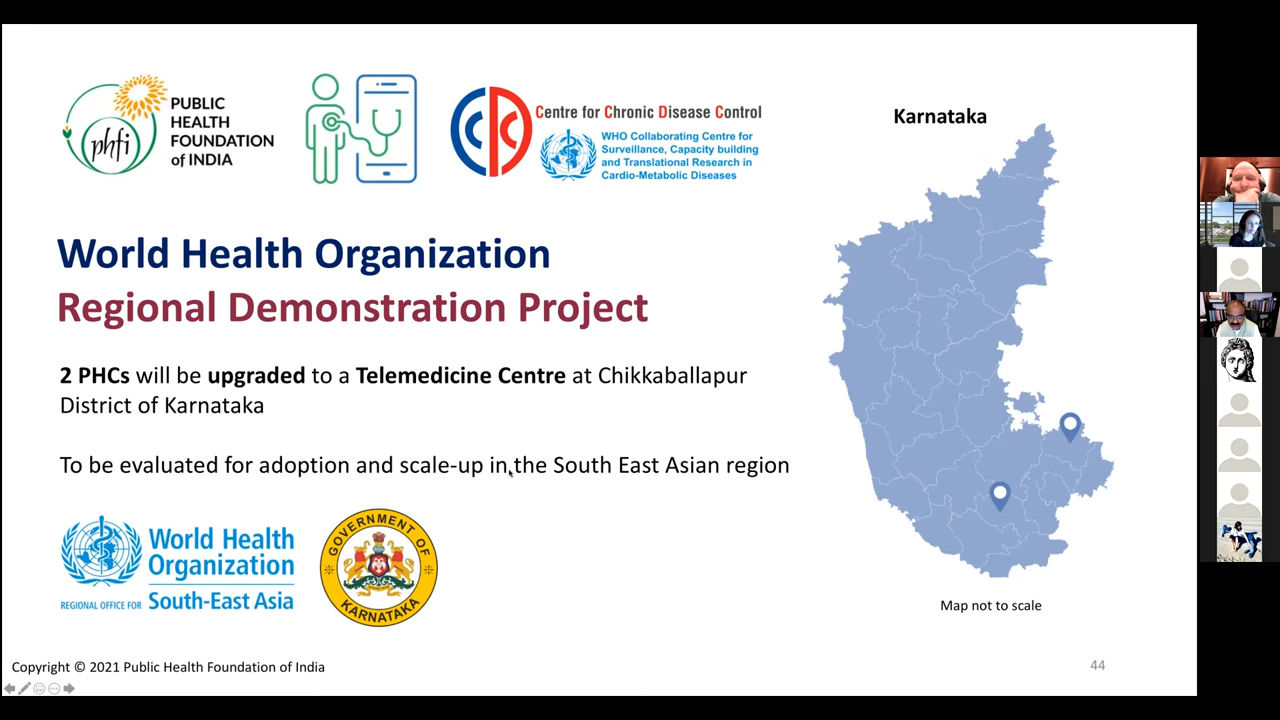 PUBLIC
HEALTH
FOUNDATION
of INDIA
phfi
Centre for Chronic Disease Control
WHO Collaborating Centre for
Surveillance, Capacity building
and Translational Research in
Cardio-Metabolic Diseases
Karnataka
World Health Organization
Regional Demonstration Project
2 PHCs will be upgraded to a Telemedicine Centre at Chikkaballapur
District of Karnataka
To be evaluated for adoption and scale-up in the South East Asian region
World Health
Organization
REGIONAL OFFICE FOR South-East Asia
GOVERNMENT OF
KARNATAKA
Map not to scale
Copyright © 2021 Public Health Foundation of India
44